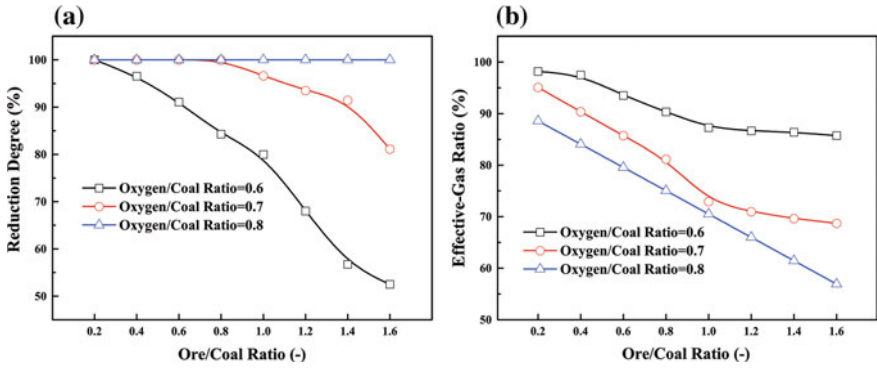 (a)
Reduction Degree (%)
100
90
80
70
60
50
Oxygen/Coal Ratio=0.6
Oxygen/Coal Ratio=0.7
Oxygen/Coal Ratio=0.8
0.2 0.4 0.6 0.8 1.0 1.2 1.4 1.6
Ore/Coal Ratio (-)
(b)
Effective-Gas Ratio (%)
100
90
80
70
60
50
Oxygen/Coal Ratio=0.6
Oxygen/Coal Ratio=0.7
Oxygen/Coal Ratio=0.8
0.2 0.4 0.6 0.8 1.0 1.2 1.4 1.6
Ore/Coal Ratio (-)